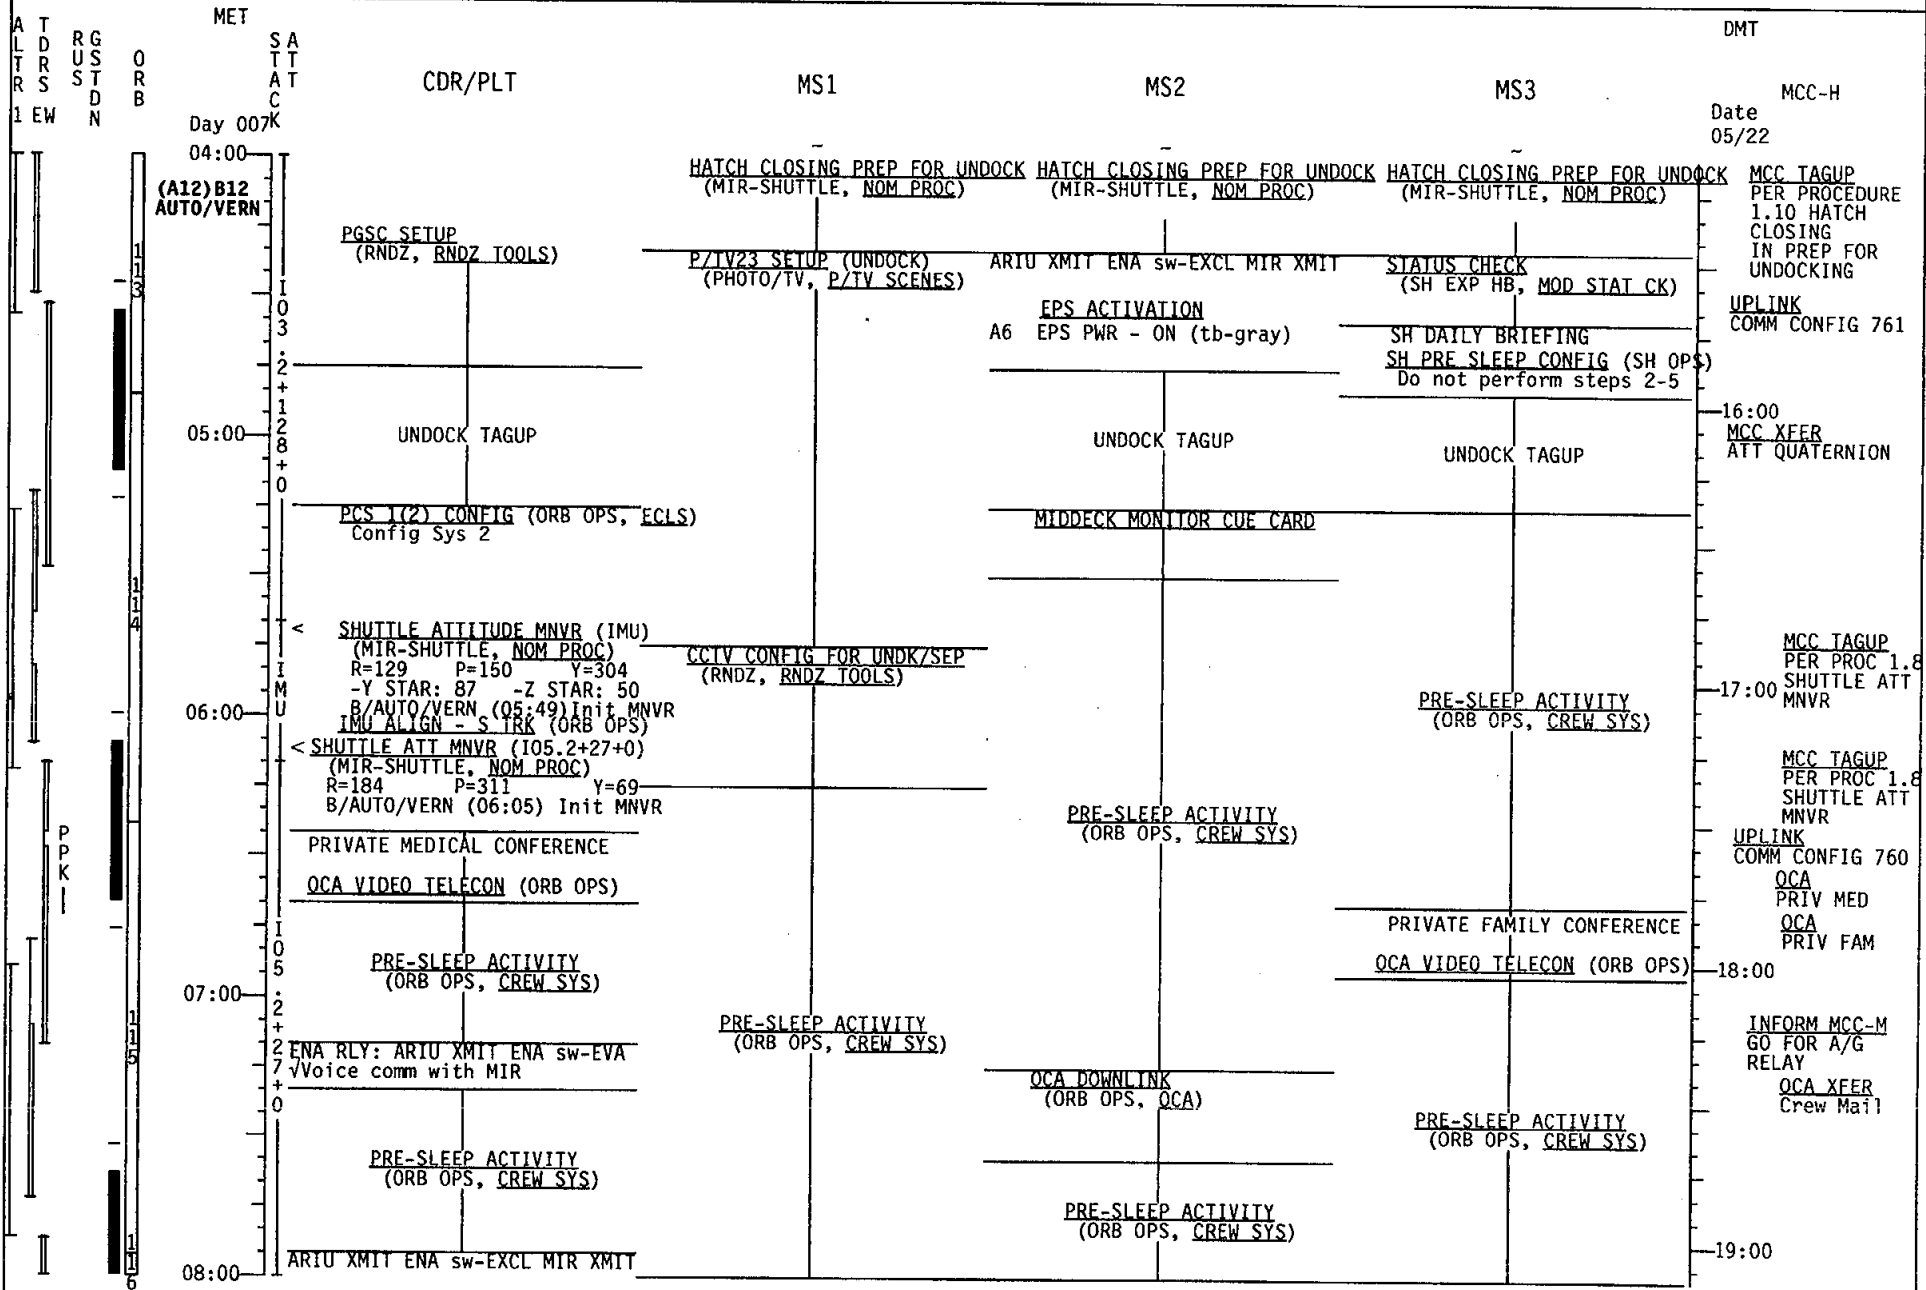 MET
DMT
ALTR 1
TDRS EW
RUS
GSTDN
ORB
STACK
ATT
CDR/PLT
MS1
MS2
MS3
MCC-H
Day 007
Date
05/22
04:00
(A12)B12
AUTO/VERN
05:00
06:00
07:00
08:00
113
114
115
116
PPK
IO3.2+128+0
IMU
IO5.2+27+0
PGSC SETUP
(RNDZ, RNDZ TOOLS)
UNDOCK TAGUP
PCS 1(2) CONFIG (ORB OPS, ECLS)
Config Sys 2
< SHUTTLE ATTITUDE MNVR (IMU)
(MIR-SHUTTLE, NOM PROC)
R=129 P=150 Y=304
-Y STAR: 87 -Z STAR: 50
B/AUTO/VERN (05:49)Init MNVR
IMU ALIGN - S TRK (ORB OPS)
< SHUTTLE ATT MNVR (IO5.2+27+0)
(MIR-SHUTTLE, NOM PROC)
R=184 P=311 Y=69
B/AUTO/VERN (06:05) Init MNVR
PRIVATE MEDICAL CONFERENCE
OCA VIDEO TELECON (ORB OPS)
PRE-SLEEP ACTIVITY
(ORB OPS, CREW SYS)
ENA RLY: ARIU XMIT ENA sw-EVA
√Voice comm with MIR
PRE-SLEEP ACTIVITY
(ORB OPS, CREW SYS)
ARIU XMIT ENA sw-EXCL MIR XMIT
~
HATCH CLOSING PREP FOR UNDOCK
(MIR-SHUTTLE, NOM PROC)
P/TV23 SETUP (UNDOCK)
(PHOTO/TV, P/TV SCENES)
CCTV CONFIG FOR UNDK/SEP
(RNDZ, RNDZ TOOLS)
PRE-SLEEP ACTIVITY
(ORB OPS, CREW SYS)
~
HATCH CLOSING PREP FOR UNDOCK
(MIR-SHUTTLE, NOM PROC)
ARIU XMIT ENA sw-EXCL MIR XMIT
EPS ACTIVATION
A6 EPS PWR - ON (tb-gray)
UNDOCK TAGUP
MIDDECK MONITOR CUE CARD
PRE-SLEEP ACTIVITY
(ORB OPS, CREW SYS)
OCA DOWNLINK
(ORB OPS, OCA)
PRE-SLEEP ACTIVITY
(ORB OPS, CREW SYS)
~
HATCH CLOSING PREP FOR UNDOCK
(MIR-SHUTTLE, NOM PROC)
STATUS CHECK
(SH EXP HB, MOD STAT CK)
SH DAILY BRIEFING
SH PRE SLEEP CONFIG (SH OPS)
Do not perform steps 2-5
UNDOCK TAGUP
PRE-SLEEP ACTIVITY
(ORB OPS, CREW SYS)
PRIVATE FAMILY CONFERENCE
OCA VIDEO TELECON (ORB OPS)
PRE-SLEEP ACTIVITY
(ORB OPS, CREW SYS)
16:00
17:00
18:00
19:00
MCC TAGUP
PER PROCEDURE
1.10 HATCH
CLOSING
IN PREP FOR
UNDOCKING
UPLINK
COMM CONFIG 761
MCC XFER
ATT QUATERNION
MCC TAGUP
PER PROC 1.8
SHUTTLE ATT
MNVR
MCC TAGUP
PER PROC 1.8
SHUTTLE ATT
MNVR
UPLINK
COMM CONFIG 760
OCA
PRIV MED
OCA
PRIV FAM
INFORM MCC-M
GO FOR A/G
RELAY
OCA XFER
Crew Mail